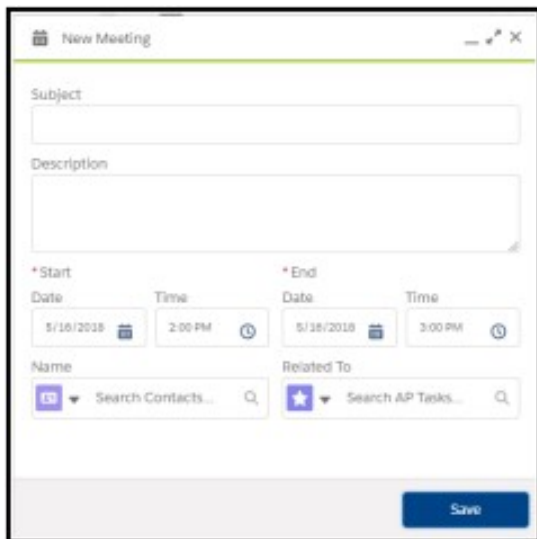 New Meeting
Subject
Description
*Start *End
Date Time Date Time
5/16/2018 2:00 PM 5/16/2018 3:00 PM
Name Related To
Search Contacts... Search AP Tasks...
Save